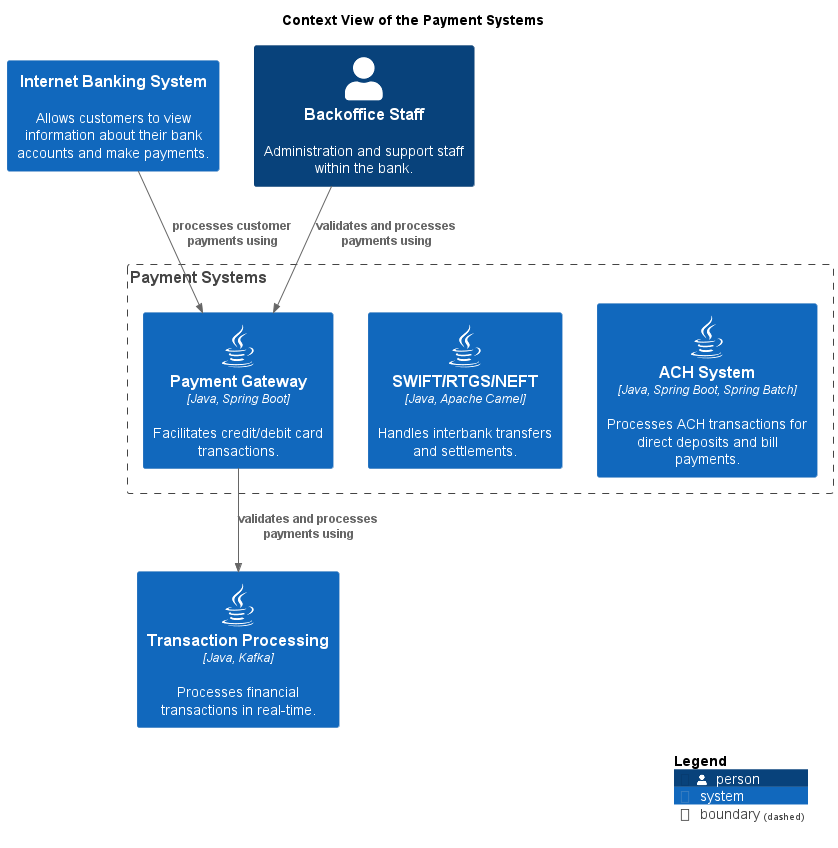 Context View of the Payment Systems
Internet Banking System
Allows customers to view
information about their bank
accounts and make payments.
Backoffice Staff
Administration and support staff
within the bank.
processes customer
payments using
validates and processes
payments using
Payment Systems
Payment Gateway
[Java, Spring Boot]
Facilitates credit/debit card
transactions.
SWIFT/RTGS/NEFT
[Java, Apache Camel]
Handles interbank transfers
and settlements.
ACH System
[Java, Spring Boot, Spring Batch]
Processes ACH transactions for
direct deposits and bill
payments.
validates and processes
payments using
Transaction Processing
[Java, Kafka]
Processes financial
transactions in real-time.
Legend
person
system
boundary (dashed)